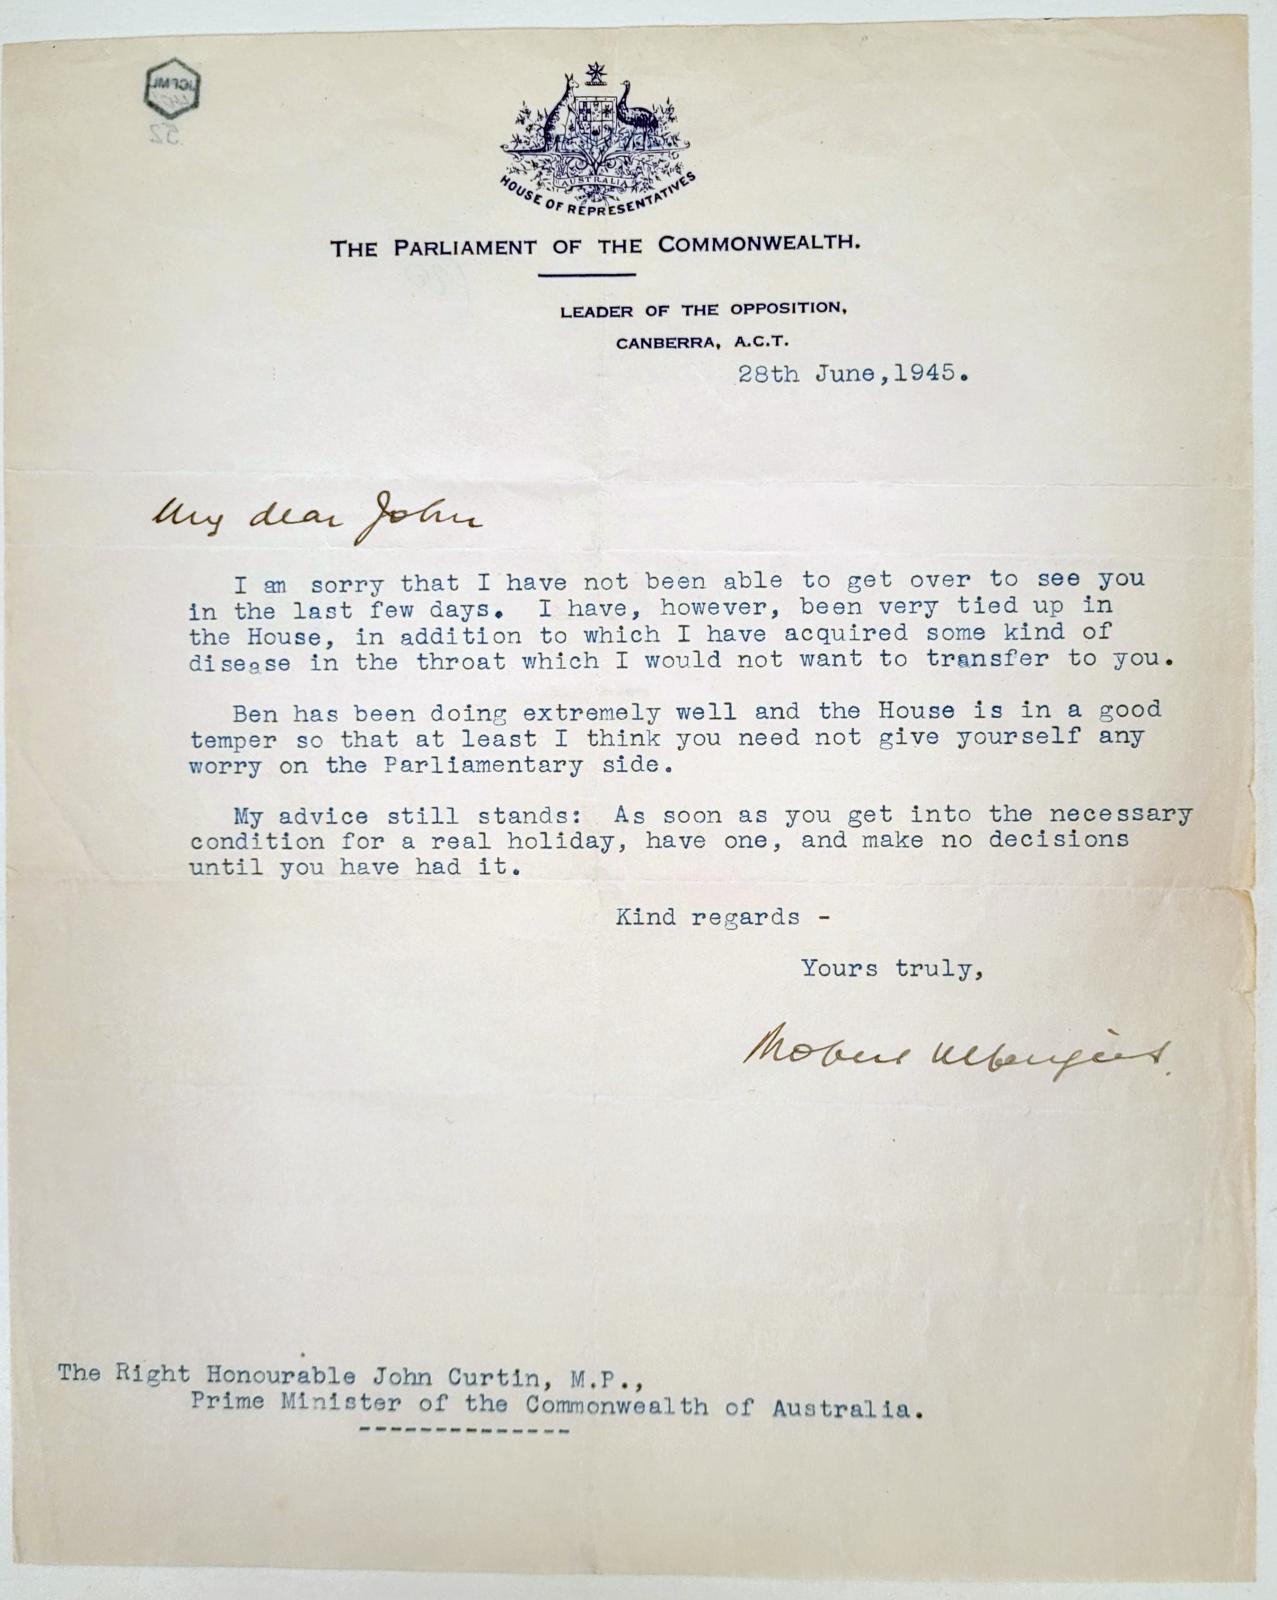 AUSTRALIA
HOUSE OF REPRESENTATIVES
THE PARLIAMENT OF THE COMMONWEALTH.
LEADER OF THE OPPOSITION,
CANBERRA, A.C.T.
28th June,1945.
My dear John
I am sorry that I have not been able to get over to see you
in the last few days. I have, however, been very tied up in
the House, in addition to which I have acquired some kind of
disease in the throat which I would not want to transfer to you.
Ben has been doing extremely well and the House is in a good
temper so that at least I think you need not give yourself any
worry on the Parliamentary side.
My advice still stands: As soon as you get into the necessary
condition for a real holiday, have one, and make no decisions
until you have had it.
Kind regards -
Yours truly,
Robert Menzies.
The Right Honourable John Curtin, M.P.,
Prime Minister of the Commonwealth of Australia.
--------------